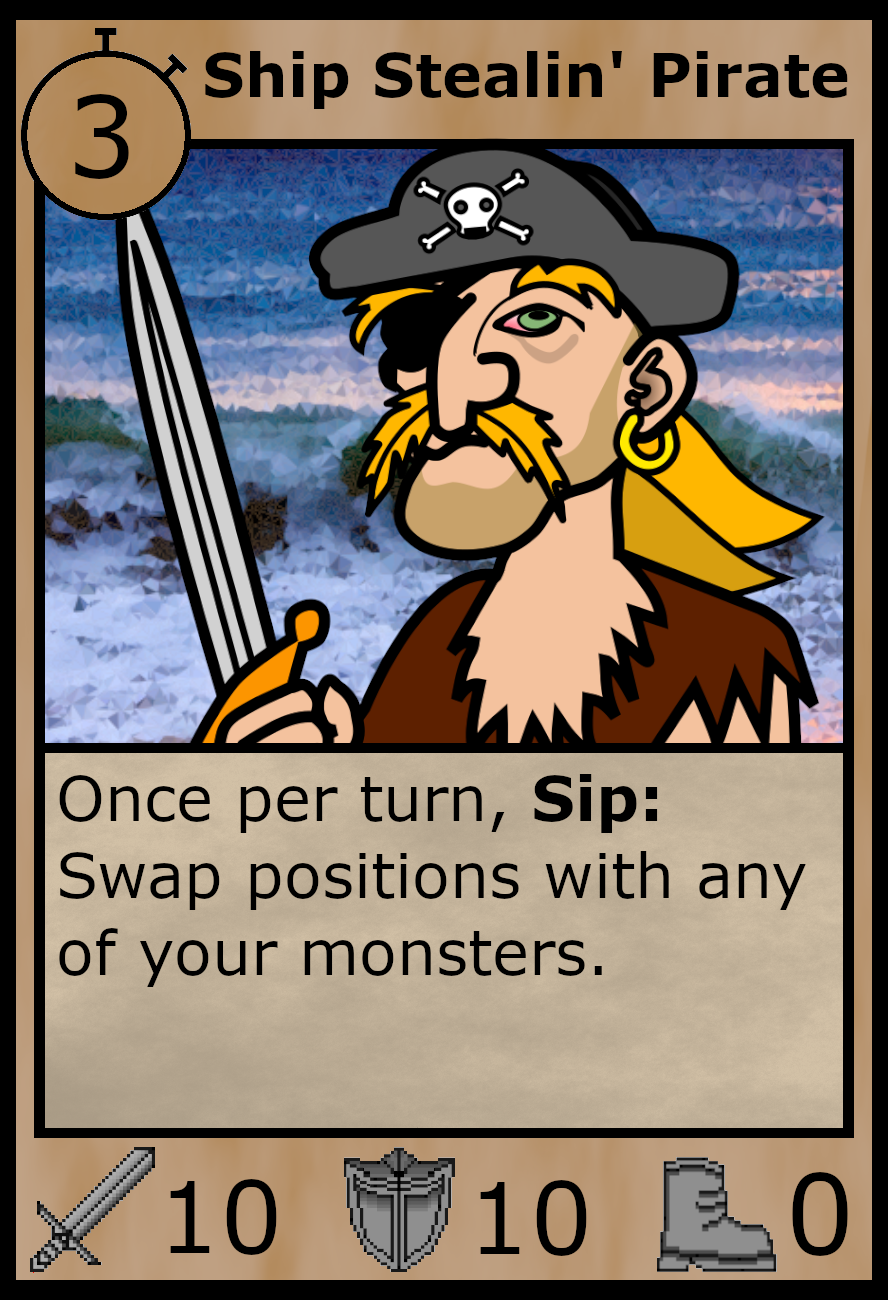 3
Ship Stealin' Pirate
Once per turn, Sip:
Swap positions with any
of your monsters.
10
10
0